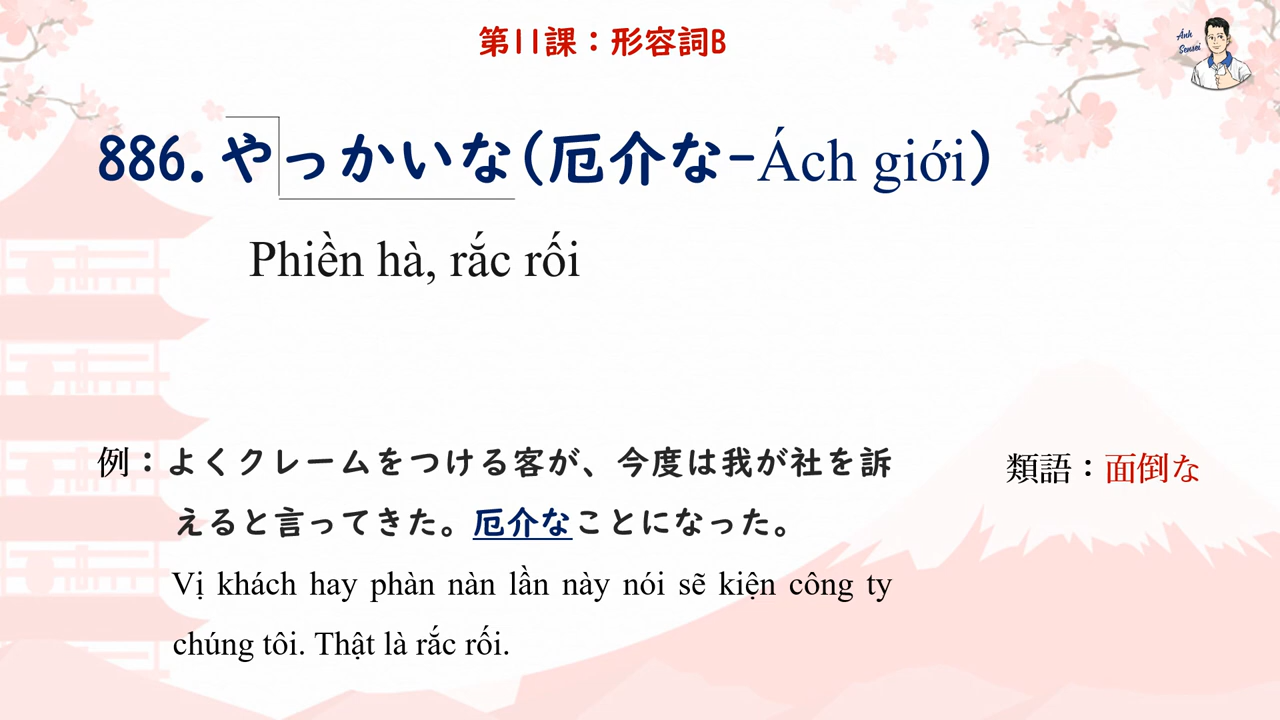 第11課：形容詞B
Ánh
Sensei
886. やっかいな(厄介な-Ách giới)
Phiền hà, rắc rối
例：よくクレームをつける客が、今度は我が社を訴
えると言ってきた。厄介なことになった。
類語：面倒な
Vị khách hay phàn nàn lần này nói sẽ kiện công ty
chúng tôi. Thật là rắc rối.